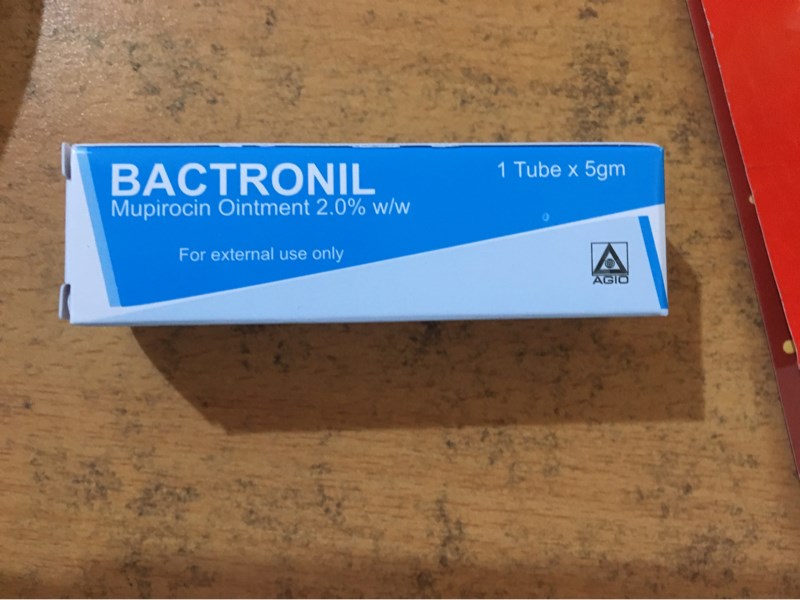 BACTRONIL
1 Tube x 5gm
Mupirocin Ointment 2.0% w/w
For external use only
AGIO